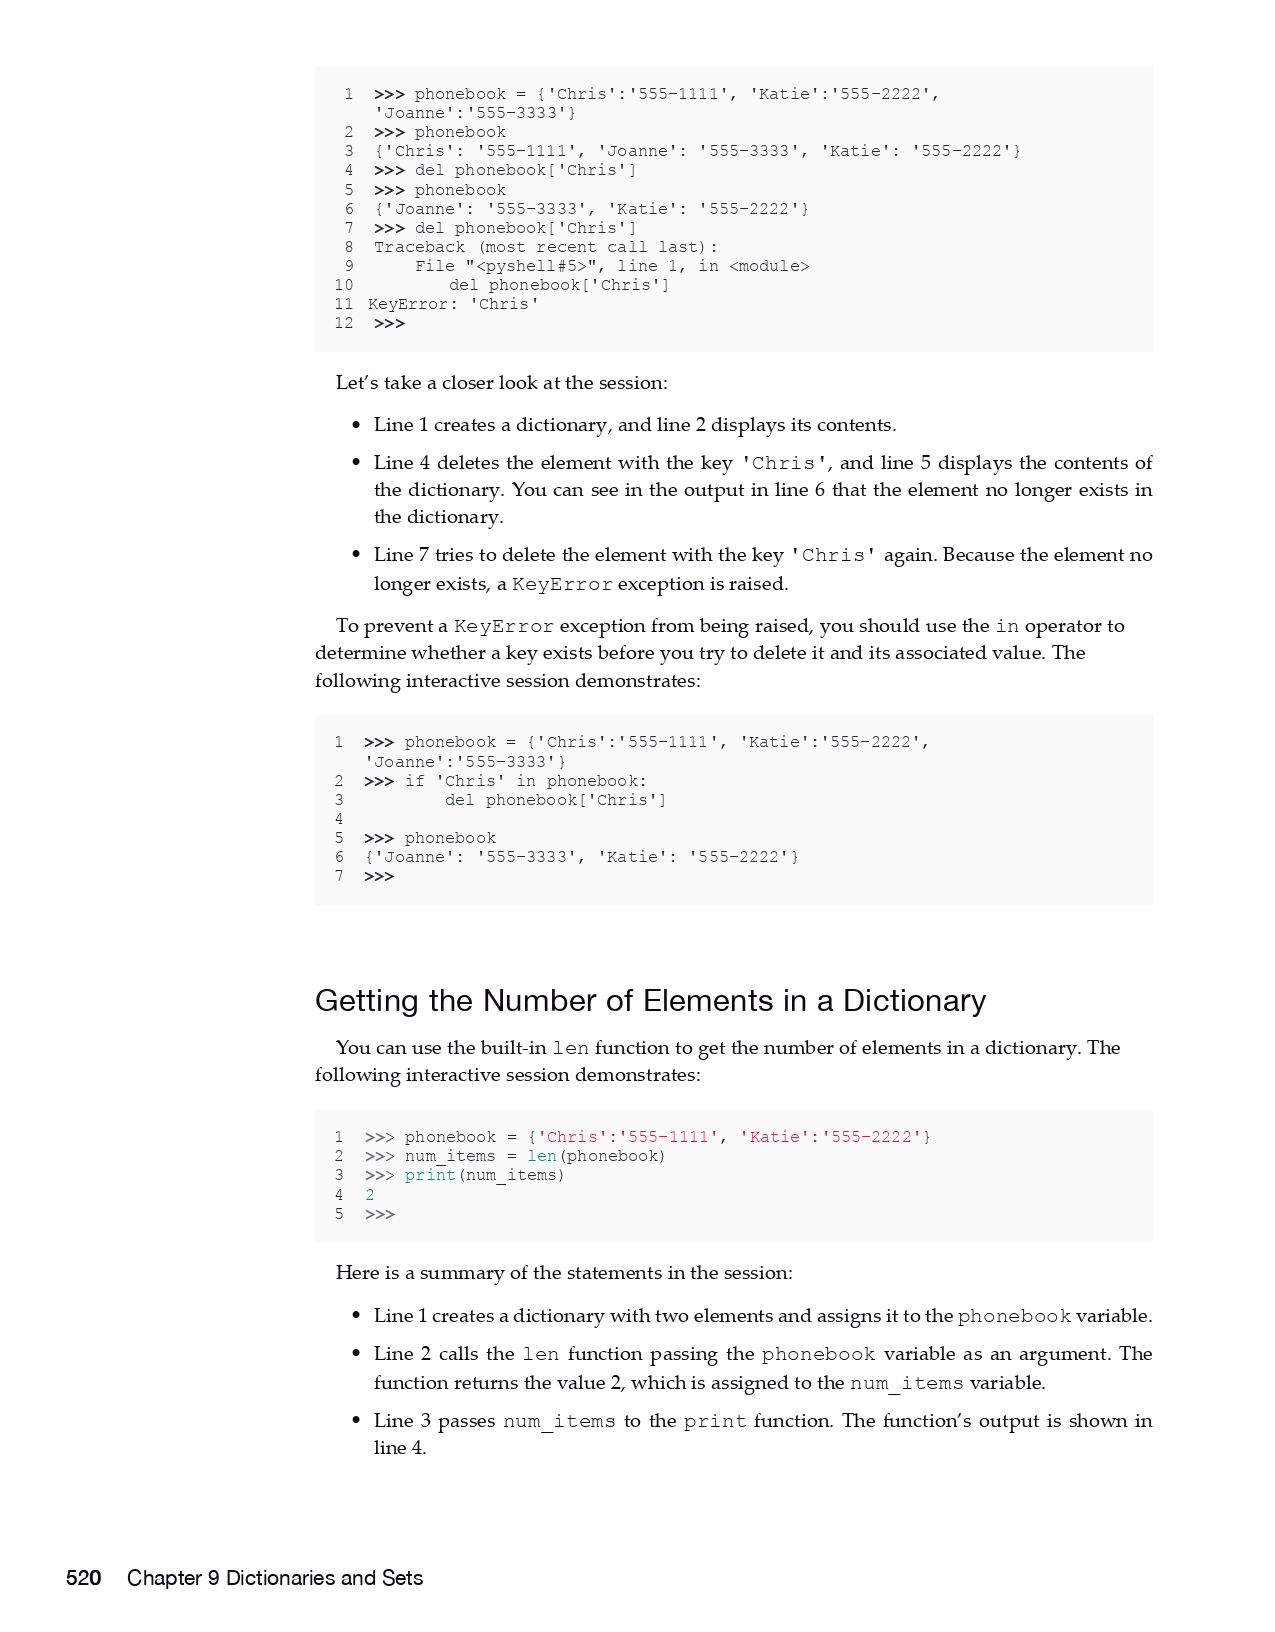 1 >>> phonebook = {'Chris':'555−1111', 'Katie':'555−2222',
'Joanne':'555−3333'}
2 >>> phonebook
3 {'Chris': '555−1111', 'Joanne': '555−3333', 'Katie': '555−2222'}
4 >>> del phonebook['Chris']
5 >>> phonebook
6 {'Joanne': '555−3333', 'Katie': '555−2222'}
7 >>> del phonebook['Chris']
8 Traceback (most recent call last):
9 File "<pyshell#5>", line 1, in <module>
10 del phonebook['Chris']
11 KeyError: 'Chris'
12 >>>
Let’s take a closer look at the session:
• Line 1 creates a dictionary, and line 2 displays its contents.
• Line 4 deletes the element with the key 'Chris', and line 5 displays the contents of
the dictionary. You can see in the output in line 6 that the element no longer exists in
the dictionary.
• Line 7 tries to delete the element with the key 'Chris' again. Because the element no
longer exists, a KeyError exception is raised.
To prevent a KeyError exception from being raised, you should use the in operator to
determine whether a key exists before you try to delete it and its associated value. The
following interactive session demonstrates:
1 >>> phonebook = {'Chris':'555−1111', 'Katie':'555−2222',
'Joanne':'555−3333'}
2 >>> if 'Chris' in phonebook:
3 del phonebook['Chris']
4
5 >>> phonebook
6 {'Joanne': '555−3333', 'Katie': '555−2222'}
7 >>>
Getting the Number of Elements in a Dictionary
You can use the built-in len function to get the number of elements in a dictionary. The
following interactive session demonstrates:
1 >>> phonebook = {'Chris':'555−1111', 'Katie':'555−2222'}
2 >>> num_items = len(phonebook)
3 >>> print(num_items)
4 2
5 >>>
Here is a summary of the statements in the session:
• Line 1 creates a dictionary with two elements and assigns it to the phonebook variable.
• Line 2 calls the len function passing the phonebook variable as an argument. The
function returns the value 2, which is assigned to the num_items variable.
• Line 3 passes num_items to the print function. The function’s output is shown in
line 4.
520 Chapter 9 Dictionaries and Sets